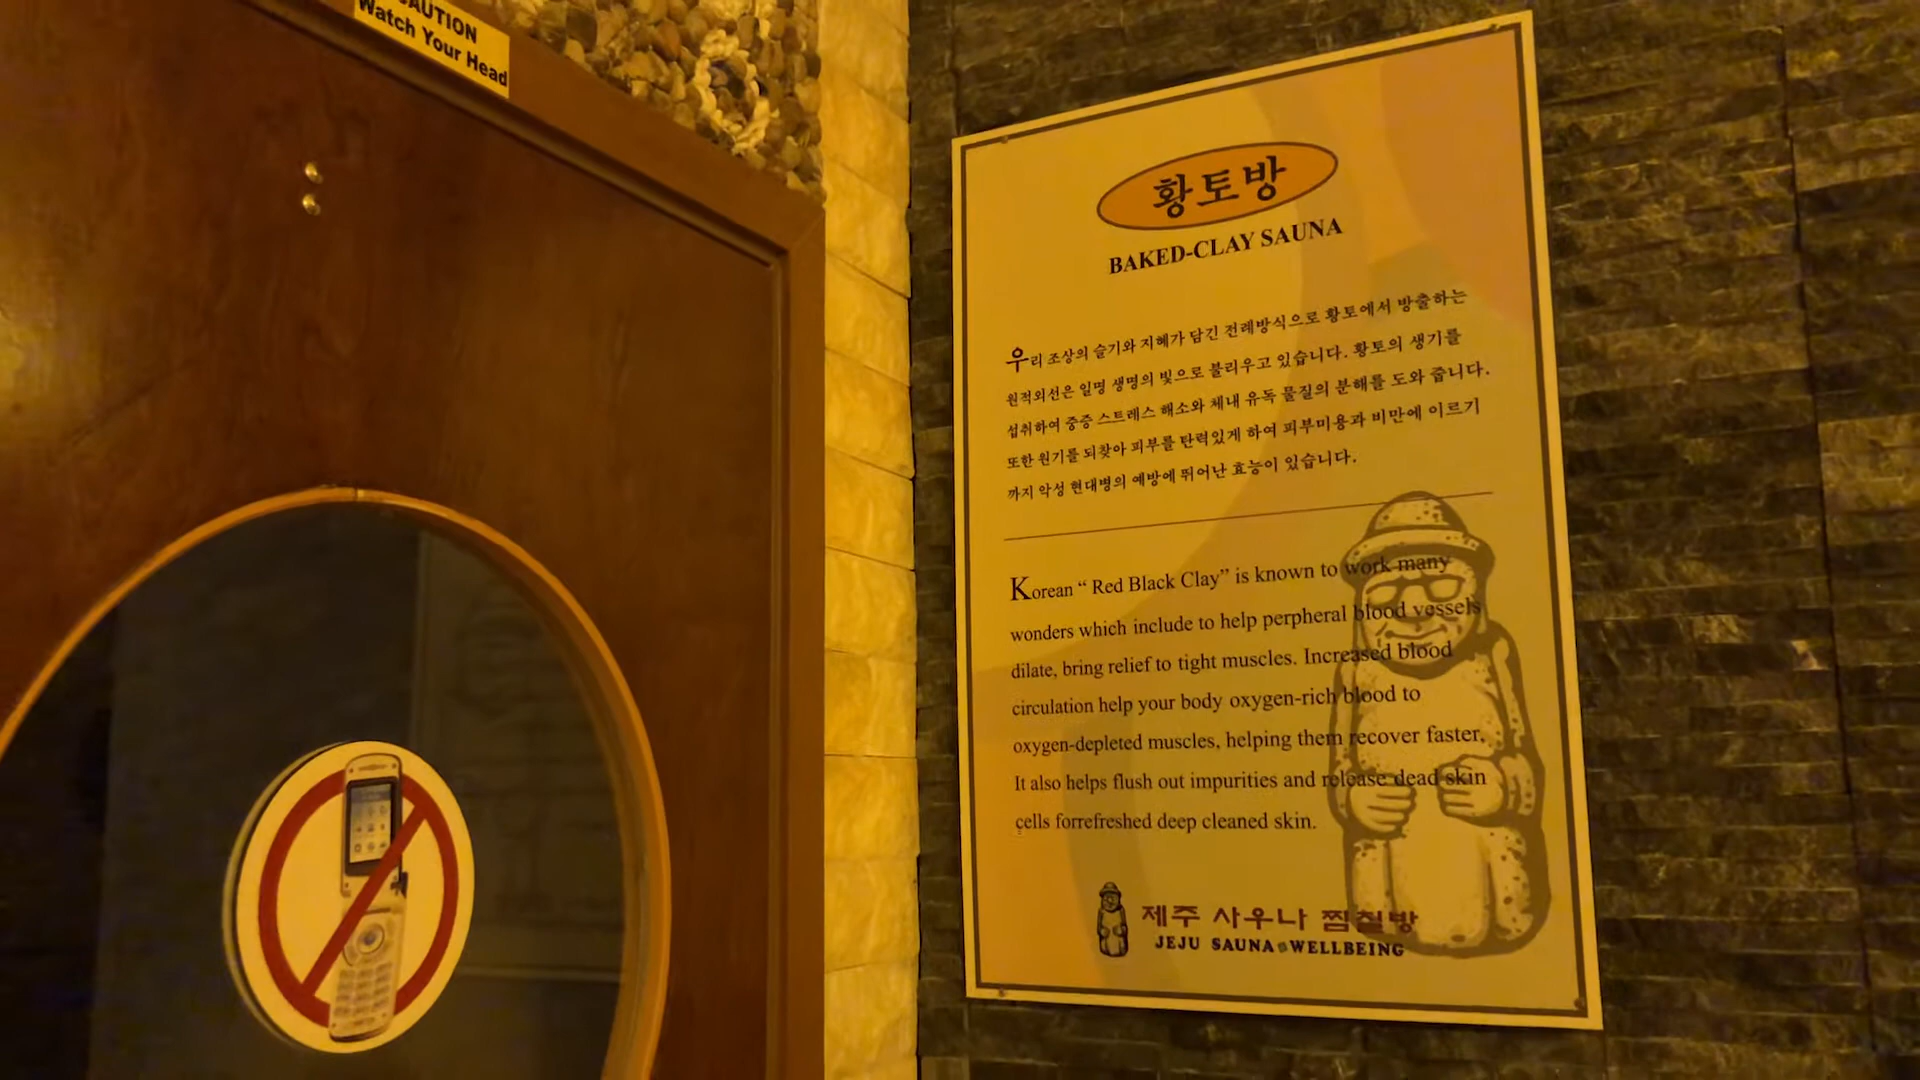 CAUTION
Watch Your Head
황토방
BAKED-CLAY SAUNA
우리 조상의 슬기와 지혜가 담긴 전례방식으로 황토에서 방출하는
원적외선은 일명 생명의 빛으로 불리우고 있습니다. 황토의 생기를
섭취하여 중증 스트레스 해소와 체내 유독 물질의 분해를 도와 줍니다.
또한 원기를 되찾아 피부를 탄력있게 하여 피부미용과 비만에 이르기
까지 악성 현대병의 예방에 뛰어난 효능이 있습니다.
Korean “ Red Black Clay” is known to work many
wonders which include to help perpheral blood vessels
dilate, bring relief to tight muscles. Increased blood
circulation help your body oxygen-rich blood to
oxygen-depleted muscles, helping them recover faster.
It also helps flush out impurities and release dead skin
cells forrefreshed deep cleaned skin.
제주 사우나 찜질방
JEJU SAUNA WELLBEING